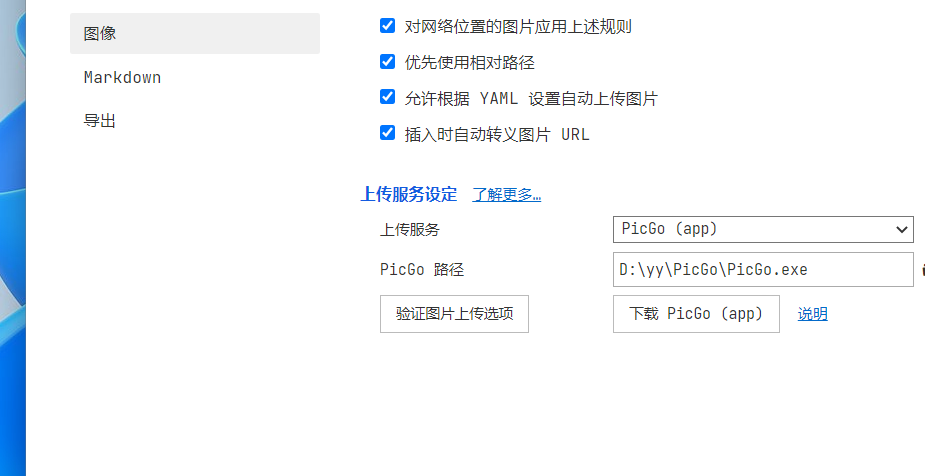 图像
Markdown
导出
对网络位置的图片应用上述规则
优先使用相对路径
允许根据 YAML 设置自动上传图片
插入时自动转义图片 URL
上传服务设定 了解更多…
上传服务 PicGo (app)
PicGo 路径 D:\yy\PicGo\PicGo.exe
验证图片上传选项 下载 PicGo (app) 说明